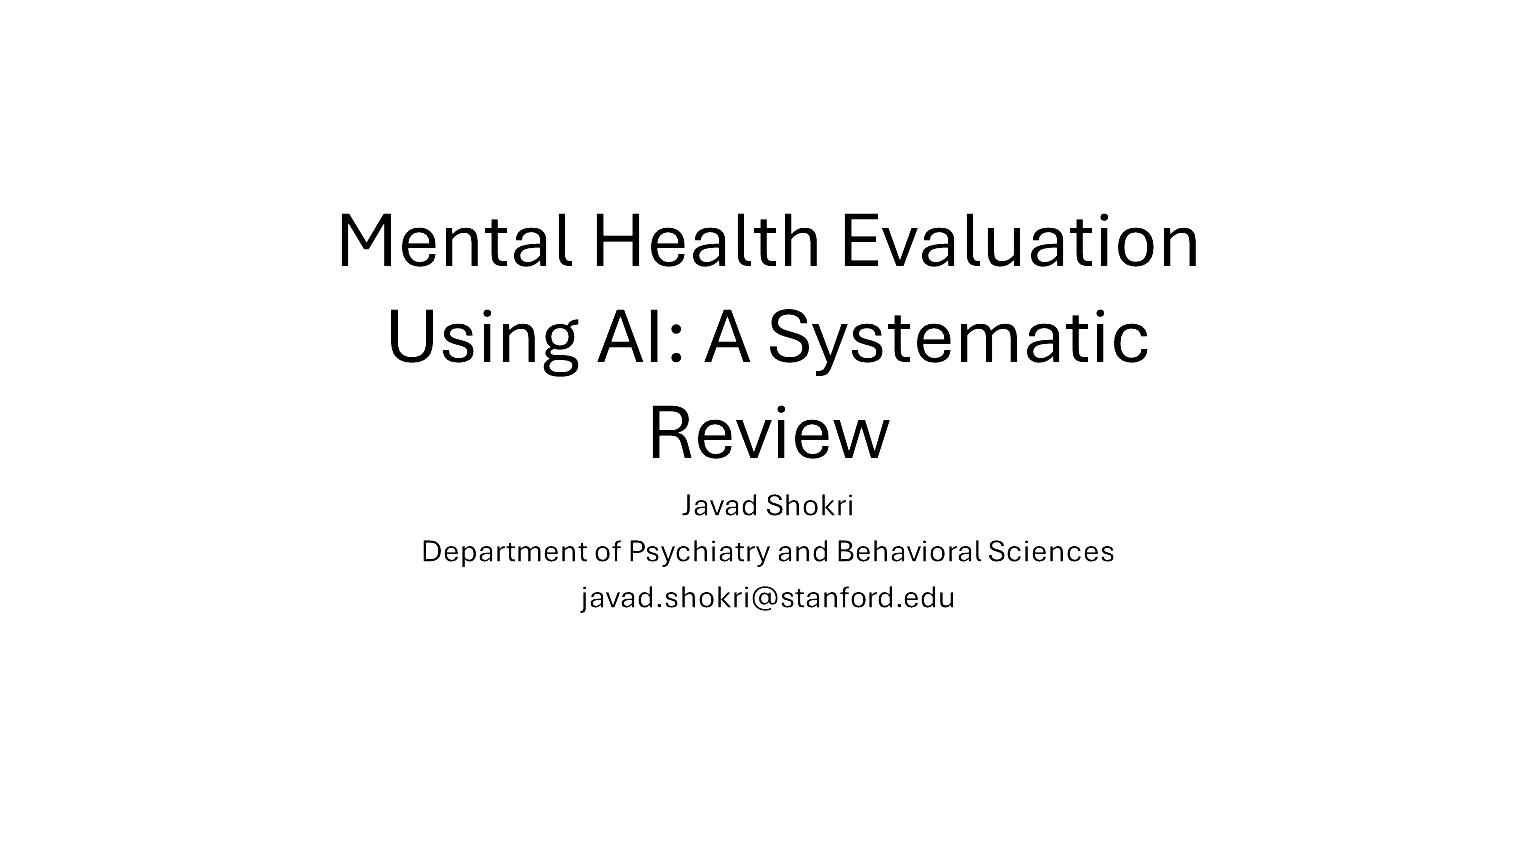 Mental Health Evaluation
Using AI: A Systematic
Review
Javad Shokri
Department of Psychiatry and Behavioral Sciences
javad.shokri@stanford.edu